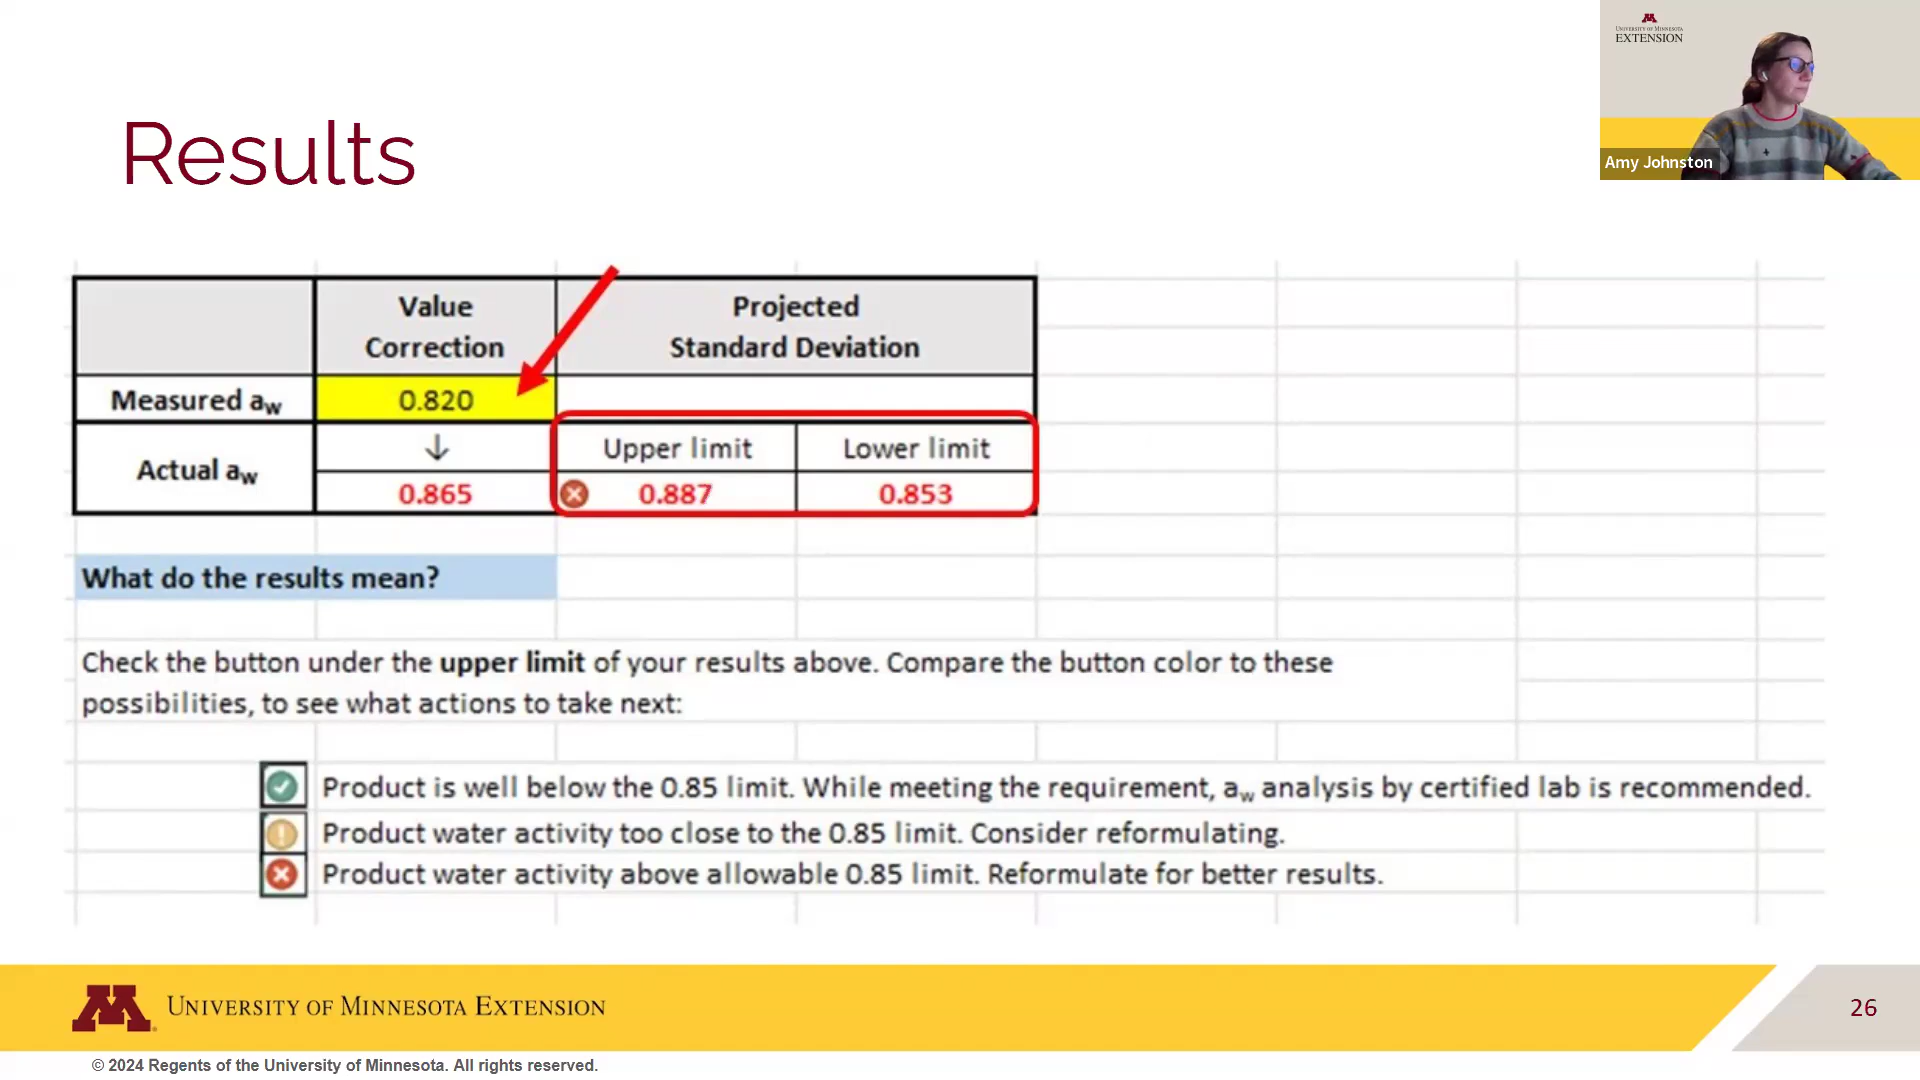 UNIVERSITY OF MINNESOTA
EXTENSION
Amy Johnston
Results
Value
Correction
Projected
Standard Deviation
Measured aw
0.820
Actual aw
↓
Upper limit
Lower limit
0.865
0.887
0.853
What do the results mean?
Check the button under the upper limit of your results above. Compare the button color to these
possibilities, to see what actions to take next:
Product is well below the 0.85 limit. While meeting the requirement, aw analysis by certified lab is recommended.
Product water activity too close to the 0.85 limit. Consider reformulating.
Product water activity above allowable 0.85 limit. Reformulate for better results.
UNIVERSITY OF MINNESOTA EXTENSION
26
© 2024 Regents of the University of Minnesota. All rights reserved.